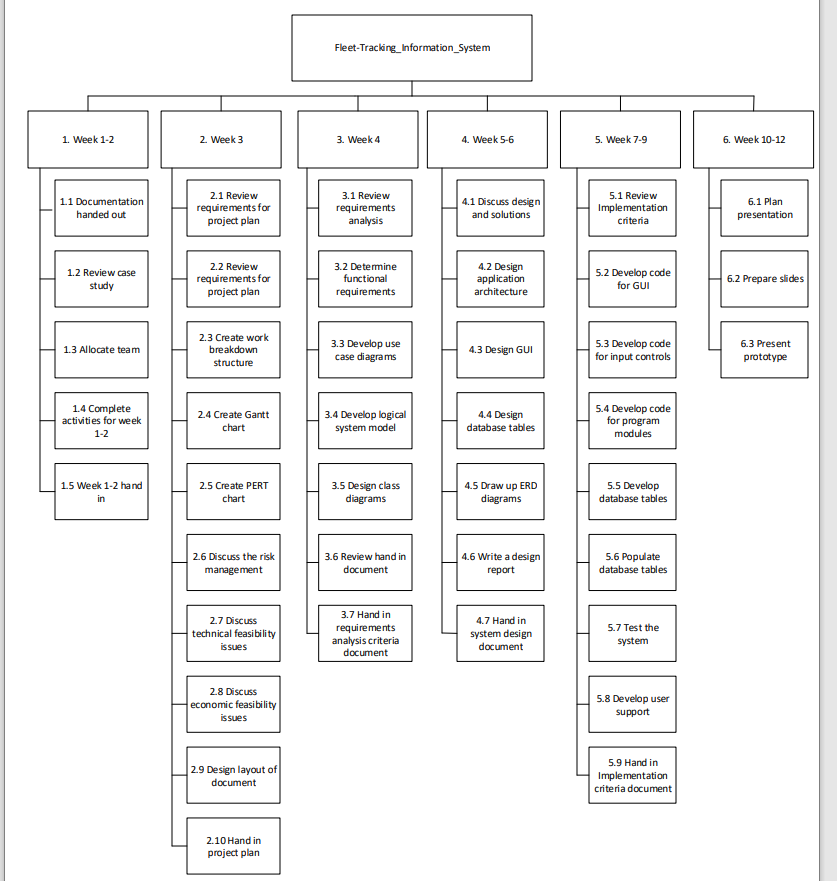 Fleet-Tracking_Information_System
1. Week 1-2
2. Week 3
3. Week 4
4. Week 5-6
5. Week 7-9
6. Week 10-12
1.1 Documentation
handed out
1.2 Review case
study
1.3 Allocate team
1.4 Complete
activities for week
1-2
1.5 Week 1-2 hand
in
2.1 Review
requirements for
project plan
2.2 Review
requirements for
project plan
2.3 Create work
breakdown
structure
2.4 Create Gantt
chart
2.5 Create PERT
chart
2.6 Discuss the risk
management
2.7 Discuss
technical feasibility
issues
2.8 Discuss
economic feasibility
issues
2.9 Design layout of
document
2.10 Hand in
project plan
3.1 Review
requirements
analysis
3.2 Determine
functional
requirements
3.3 Develop use
case diagrams
3.4 Develop logical
system model
3.5 Design class
diagrams
3.6 Review hand in
document
3.7 Hand in
requirements
analysis criteria
document
4.1 Discuss design
and solutions
4.2 Design
application
architecture
4.3 Design GUI
4.4 Design
database tables
4.5 Draw up ERD
diagrams
4.6 Write a design
report
4.7 Hand in
system design
document
5.1 Review
Implementation
criteria
5.2 Develop code
for GUI
5.3 Develop code
for input controls
5.4 Develop code
for program
modules
5.5 Develop
database tables
5.6 Populate
database tables
5.7 Test the
system
5.8 Develop user
support
5.9 Hand in
Implementation
criteria document
6.1 Plan
presentation
6.2 Prepare slides
6.3 Present
prototype